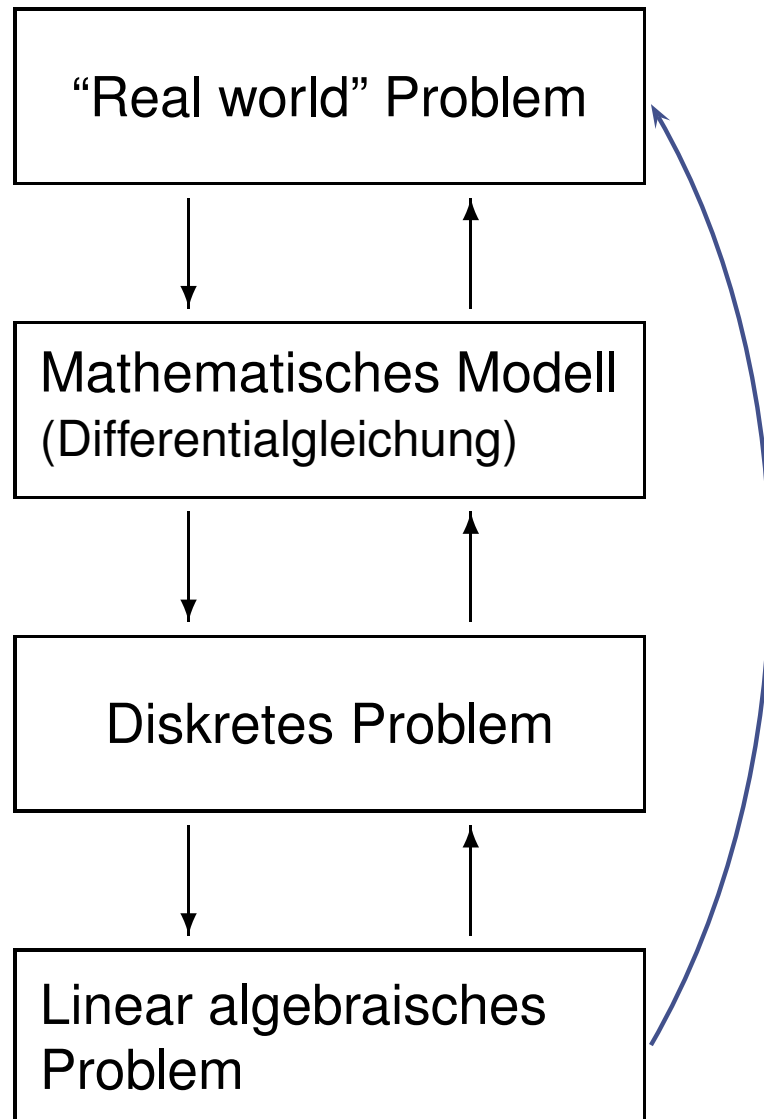 “Real world” Problem
Mathematisches Modell
(Differentialgleichung)
Diskretes Problem
Linear algebraisches
Problem